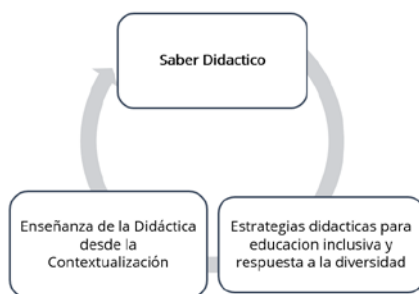 Saber Didactico
Enseñanza de la Didáctica
desde la
Contextualización
Estrategias didacticas para
educacion inclusiva y
respuesta a la diversidad